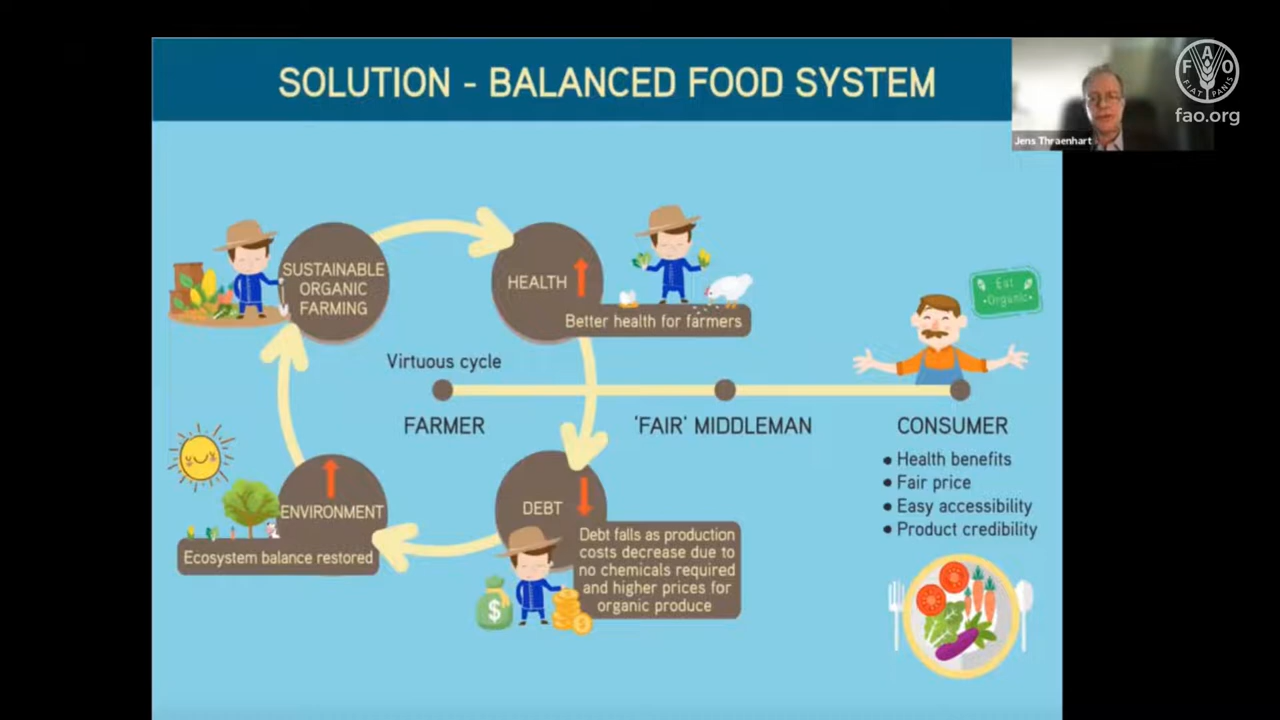 SOLUTION - BALANCED FOOD SYSTEM
FAO
FIAT PANIS
fao.org
Jens Thraenhart
SUSTAINABLE
ORGANIC
FARMING
HEALTH
Better health for farmers
Eat
Organic
Virtuous cycle
FARMER
'FAIR' MIDDLEMAN
CONSUMER
• Health benefits
• Fair price
• Easy accessibility
• Product credibility
ENVIRONMENT
Ecosystem balance restored
DEBT
Debt falls as production
costs decrease due to
no chemicals required
and higher prices for
organic produce
$
$